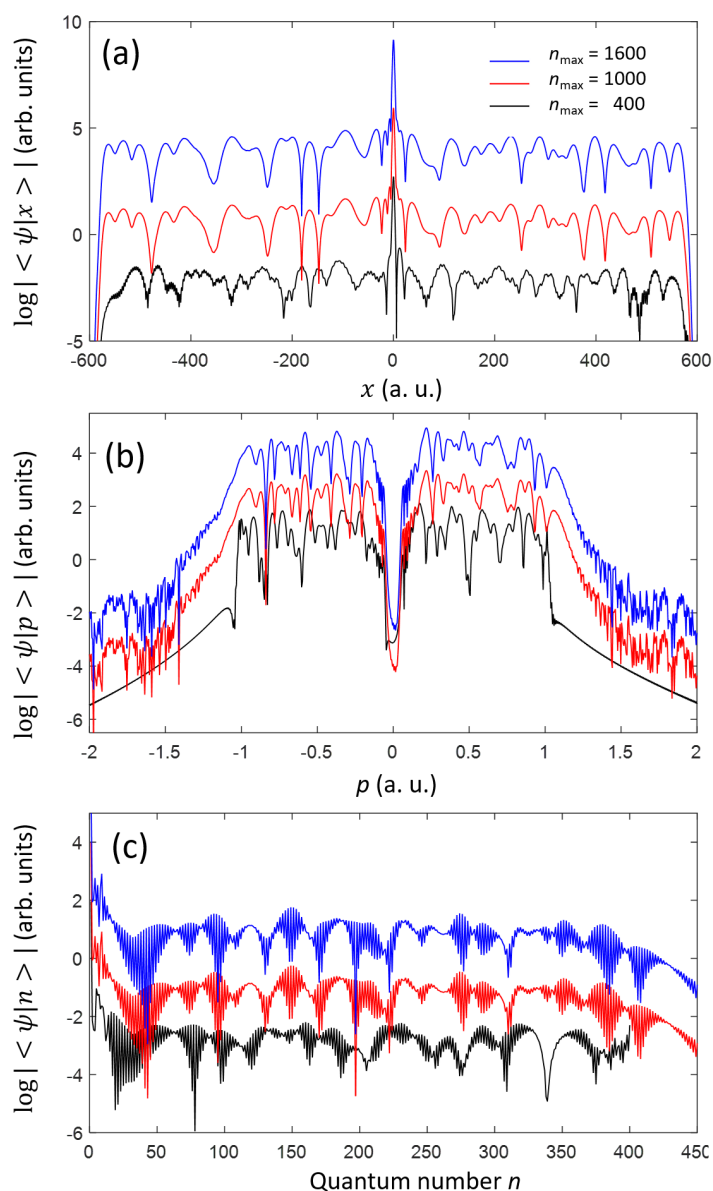 (a)
n_max = 1600
n_max = 1000
n_max = 400
log | < ψ|x > | (arb. units)
10
5
0
-5
-600 -400 -200 0 200 400 600
x (a. u.)
(b)
log | < ψ|p > | (arb. units)
4
2
0
-2
-4
-6
-2 -1.5 -1 -0.5 0 0.5 1 1.5 2
p (a. u.)
(c)
log | < ψ|n > | (arb. units)
4
2
0
-2
-4
-6
0 50 100 150 200 250 300 350 400 450
Quantum number n